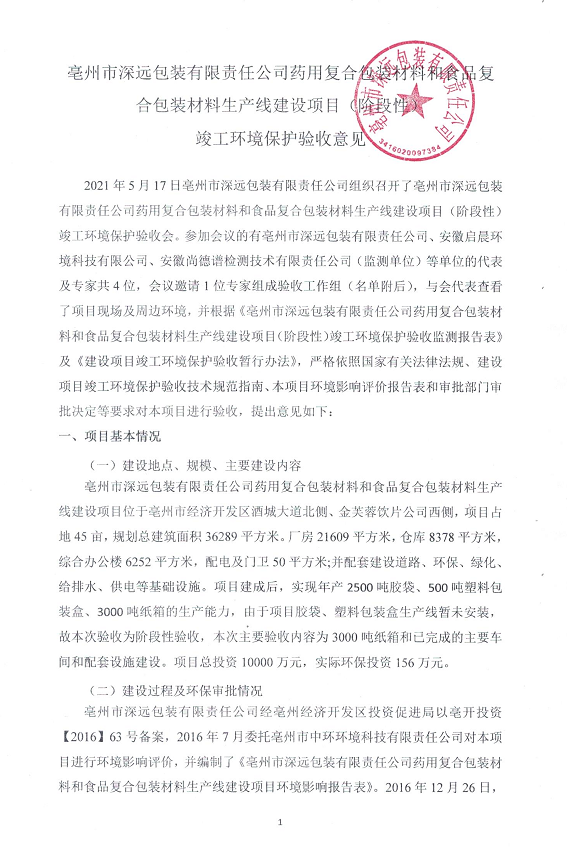 亳州市深远包装有限责任公司药用复合包装材料和食品复
合包装材料生产线建设项目（阶段性）
竣工环境保护验收意见
亳州市深远包装有限责任公司
3416020097384
2021 年 5 月 17 日亳州市深远包装有限责任公司组织召开了亳州市深远包装
有限责任公司药用复合包装材料和食品复合包装材料生产线建设项目（阶段性）
竣工环境保护验收会。参加会议的有亳州市深远包装有限责任公司、安徽启晨环
境科技有限公司、安徽尚德谱检测技术有限责任公司（监测单位）等单位的代表
及专家共 4 位，会议邀请 1 位专家组成验收工作组（名单附后），与会代表查看
了项目现场及周边环境，并根据《亳州市深远包装有限责任公司药用复合包装材
料和食品复合包装材料生产线建设项目（阶段性）竣工环境保护验收监测报告表》
及《建设项目竣工环境保护验收暂行办法》，严格依照国家有关法律法规、建设
项目竣工环境保护验收技术规范指南、本项目环境影响评价报告表和审批部门审
批决定等要求对本项目进行验收，提出意见如下：
一、项目基本情况
（一）建设地点、规模、主要建设内容
亳州市深远包装有限责任公司药用复合包装材料和食品复合包装材料生产
线建设项目位于亳州市经济开发区酒城大道北侧、金芙蓉饮片公司西侧，项目占
地 45 亩，规划总建筑面积 36289 平方米。厂房 21609 平方米，仓库 8378 平方米，
综合办公楼 6252 平方米，配电及门卫 50 平方米;并配套建设道路、环保、绿化、
给排水、供电等基础设施。项目建成后，实现年产 2500 吨胶袋、500 吨塑料包
装盒、3000 吨纸箱的生产能力，由于项目胶袋、塑料包装盒生产线暂未安装，
故本次验收为阶段性验收，本次主要验收内容为 3000 吨纸箱和已完成的主要车
间和配套设施建设。项目总投资 10000 万元，实际环保投资 156 万元。
（二）建设过程及环保审批情况
亳州市深远包装有限责任公司经亳州经济开发区投资促进局以亳开投资
【2016】63 号备案，2016 年 7 月委托亳州市中环环境科技有限责任公司对本项
目进行环境影响评价，并编制了《亳州市深远包装有限责任公司药用复合包装材
料和食品复合包装材料生产线建设项目环境影响报告表》。2016 年 12 月 26 日，
1